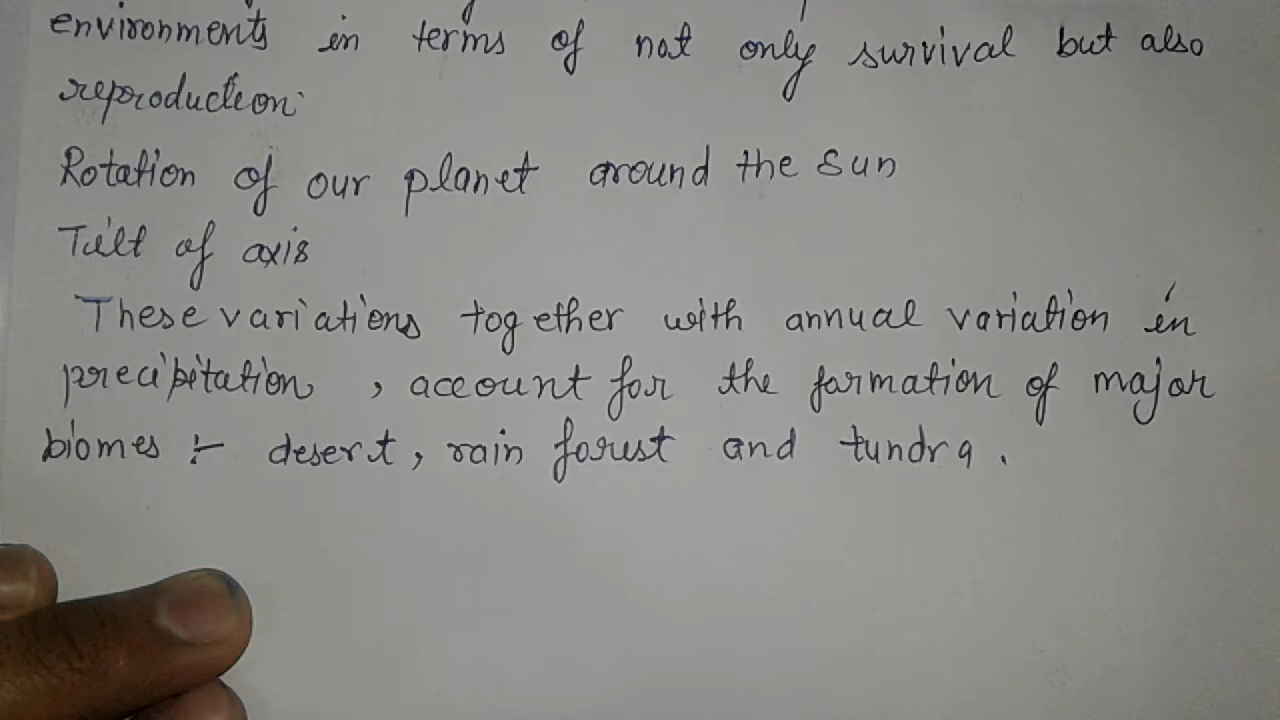 environments in terms of not only survival but also
reproduction.
Rotation of our planet around the sun
Tilt of axis
These variations together with annual variation in
precipitation, account for the formation of major
biomes :- desert, rain forest and tundra.